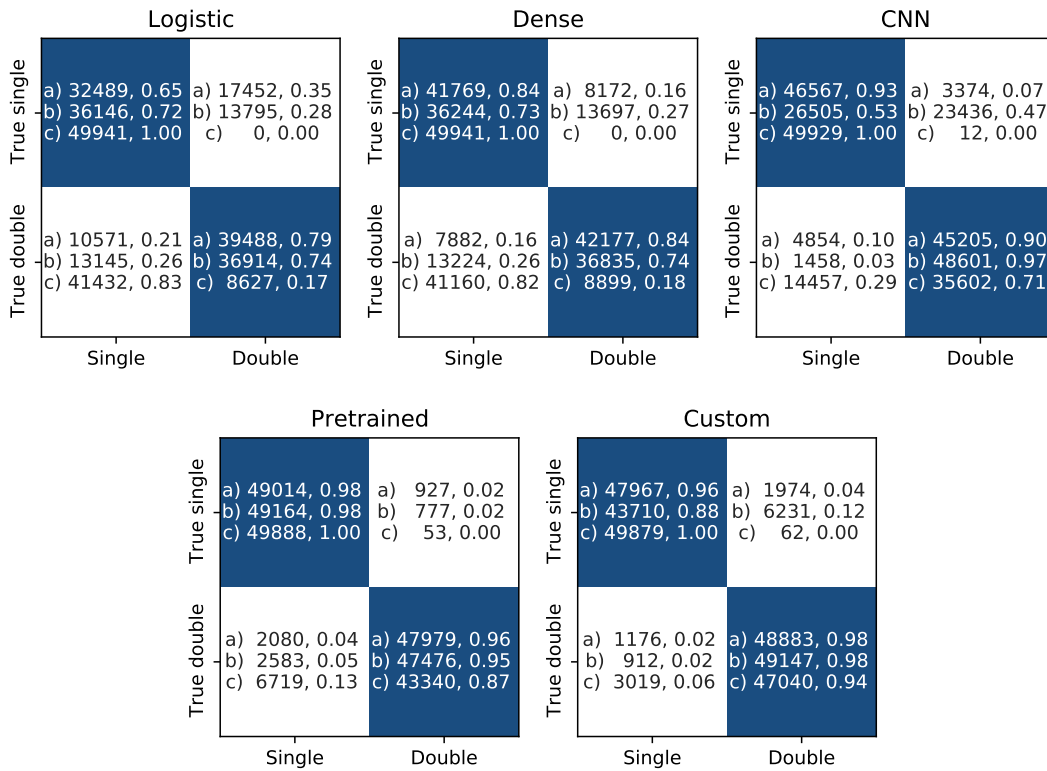 Logistic
True single
a) 32489, 0.65
b) 36146, 0.72
c) 49941, 1.00
a) 17452, 0.35
b) 13795, 0.28
c) 0, 0.00
True double
a) 10571, 0.21
b) 13145, 0.26
c) 41432, 0.83
a) 39488, 0.79
b) 36914, 0.74
c) 8627, 0.17
Single
Double
Dense
True single
a) 41769, 0.84
b) 36244, 0.73
c) 49941, 1.00
a) 8172, 0.16
b) 13697, 0.27
c) 0, 0.00
True double
a) 7882, 0.16
b) 13224, 0.26
c) 41160, 0.82
a) 42177, 0.84
b) 36835, 0.74
c) 8899, 0.18
Single
Double
CNN
True single
a) 46567, 0.93
b) 26505, 0.53
c) 49929, 1.00
a) 3374, 0.07
b) 23436, 0.47
c) 12, 0.00
True double
a) 4854, 0.10
b) 1458, 0.03
c) 14457, 0.29
a) 45205, 0.90
b) 48601, 0.97
c) 35602, 0.71
Single
Double
Pretrained
True single
a) 49014, 0.98
b) 49164, 0.98
c) 49888, 1.00
a) 927, 0.02
b) 777, 0.02
c) 53, 0.00
True double
a) 2080, 0.04
b) 2583, 0.05
c) 6719, 0.13
a) 47979, 0.96
b) 47476, 0.95
c) 43340, 0.87
Single
Double
Custom
True single
a) 47967, 0.96
b) 43710, 0.88
c) 49879, 1.00
a) 1974, 0.04
b) 6231, 0.12
c) 62, 0.00
True double
a) 1176, 0.02
b) 912, 0.02
c) 3019, 0.06
a) 48883, 0.98
b) 49147, 0.98
c) 47040, 0.94
Single
Double